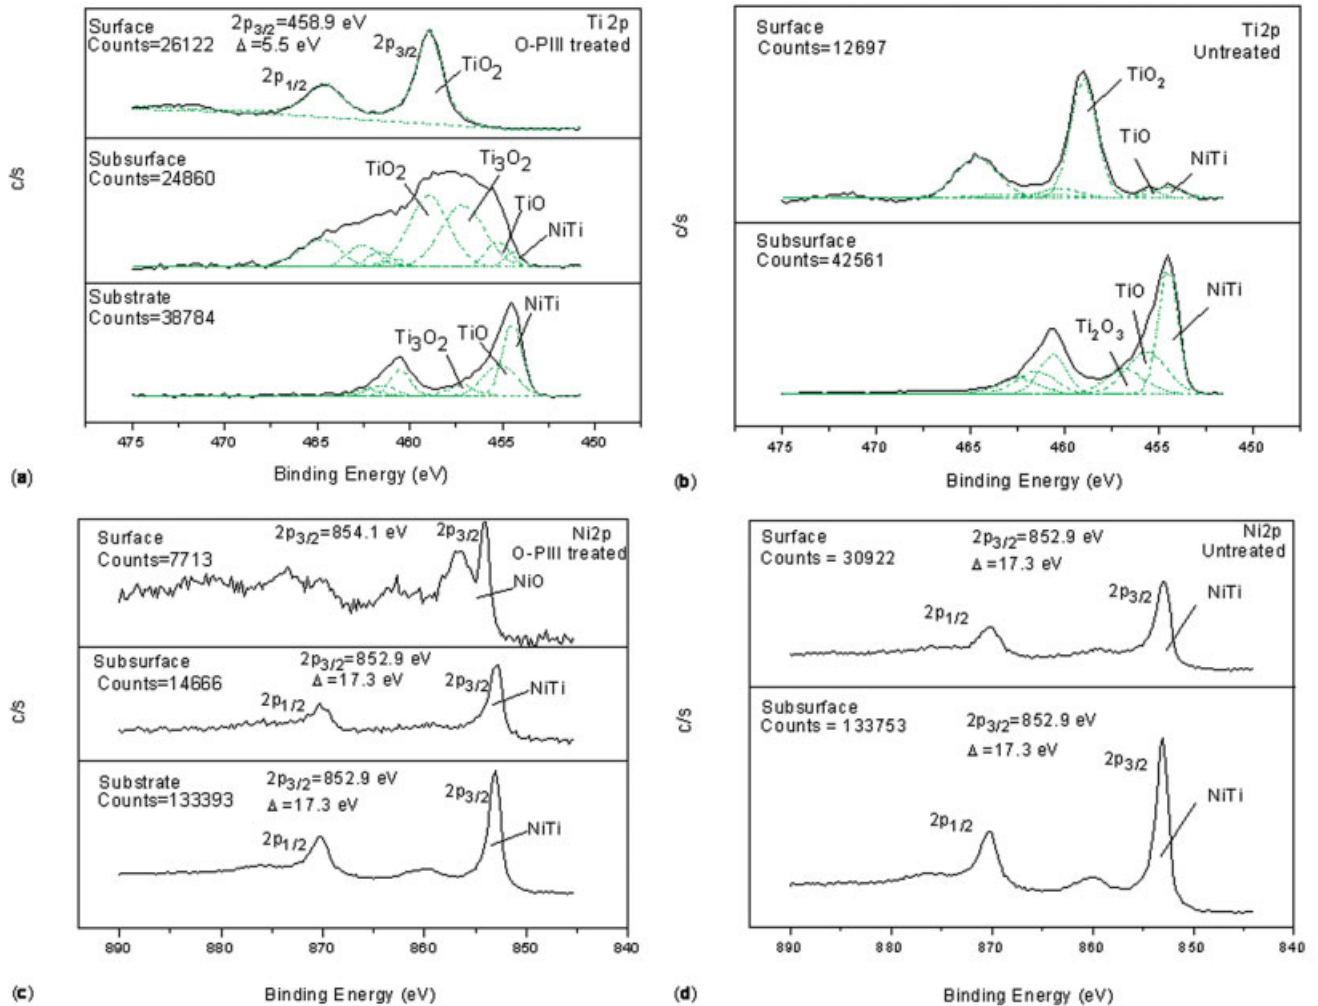 Surface
Counts=26122
2p3/2=458.9 eV
Δ=5.5 eV
Ti 2p
O-PIII treated
2p3/2
2p1/2
TiO2
Subsurface
Counts=24860
TiO2
Ti3O2
TiO
NiTi
Substrate
Counts=38784
Ti3O2
TiO
NiTi
c/s
475 470 465 460 455 450
Binding Energy (eV)
(a)
Surface
Counts=12697
Ti2p
Untreated
TiO2
TiO
NiTi
Subsurface
Counts=42561
Ti2O3
TiO
NiTi
c/s
475 470 465 460 455 450
Binding Energy (eV)
(b)
Surface
Counts=7713
2p3/2=854.1 eV
2p3/2
Ni2p
O-PIII treated
NiO
Subsurface
Counts=14666
2p3/2=852.9 eV
Δ=17.3 eV
2p1/2
2p3/2
NiTi
Substrate
Counts=133393
2p3/2=852.9 eV
Δ=17.3 eV
2p1/2
2p3/2
NiTi
c/s
890 880 870 860 850 840
Binding Energy (eV)
(c)
Surface
Counts = 30922
2p3/2=852.9 eV
Δ=17.3 eV
Ni2p
Untreated
2p1/2
2p3/2
NiTi
Subsurface
Counts = 133753
2p3/2=852.9 eV
Δ=17.3 eV
2p1/2
2p3/2
NiTi
c/s
890 880 870 860 850 840
Binding Energy (eV)
(d)